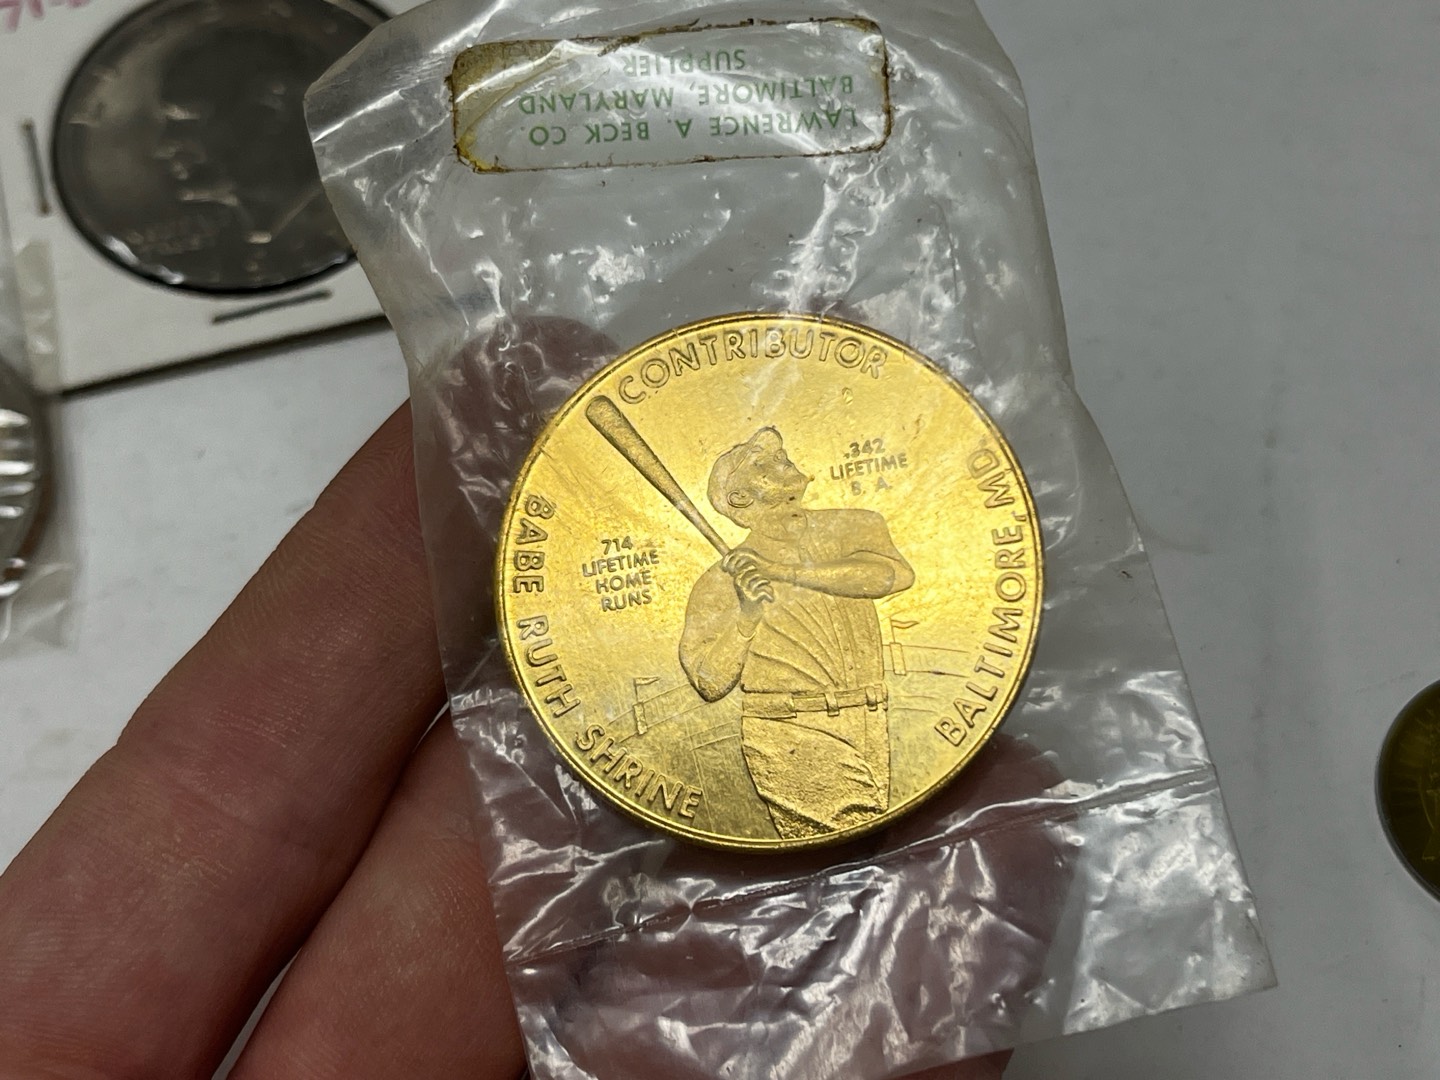 LAWRENCE A. BECK CO.
BALTIMORE, MARYLAND
SUPPLIER
CONTRIBUTOR
.342
LIFETIME
B. A.
714
LIFETIME
HOME
RUNS
BABE RUTH SHRINE
BALTIMORE, MD.